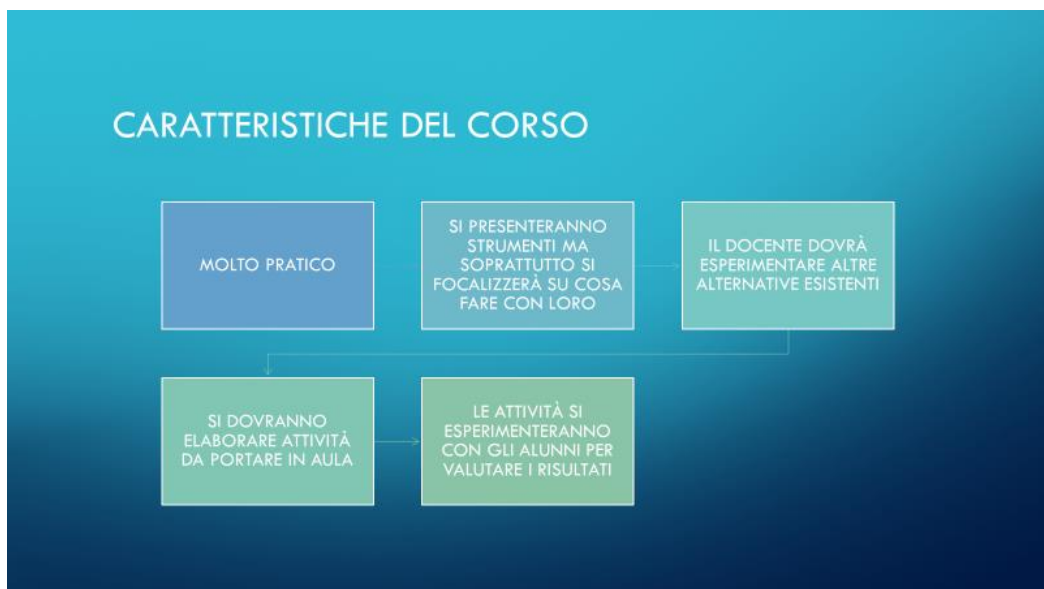 CARATTERISTICHE DEL CORSO
MOLTO PRATICO
SI PRESENTERANNO
STRUMENTI MA
SOPRATTUTTO SI
FOCALIZZERÀ SU COSA
FARE CON LORO
IL DOCENTE DOVRÀ
ESPERIMENTARE ALTRE
ALTERNATIVE ESISTENTI
SI DOVRANNO
ELABORARE ATTIVITÀ
DA PORTARE IN AULA
LE ATTIVITÀ SI
ESPERIMENTERANNO
CON GLI ALUNNI PER
VALUTARE I RISULTATI